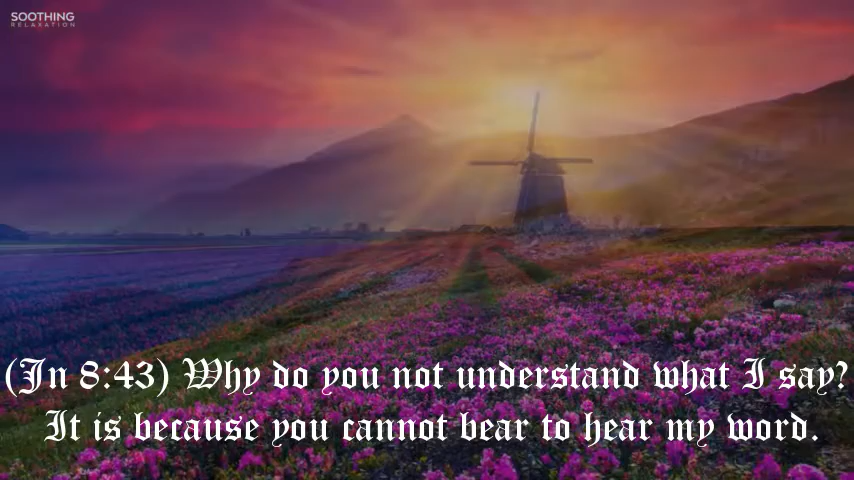 SOOTHING
RELAXATION
(Jn 8:43) Why do you not understand what I say?
It is because you cannot bear to hear my word.